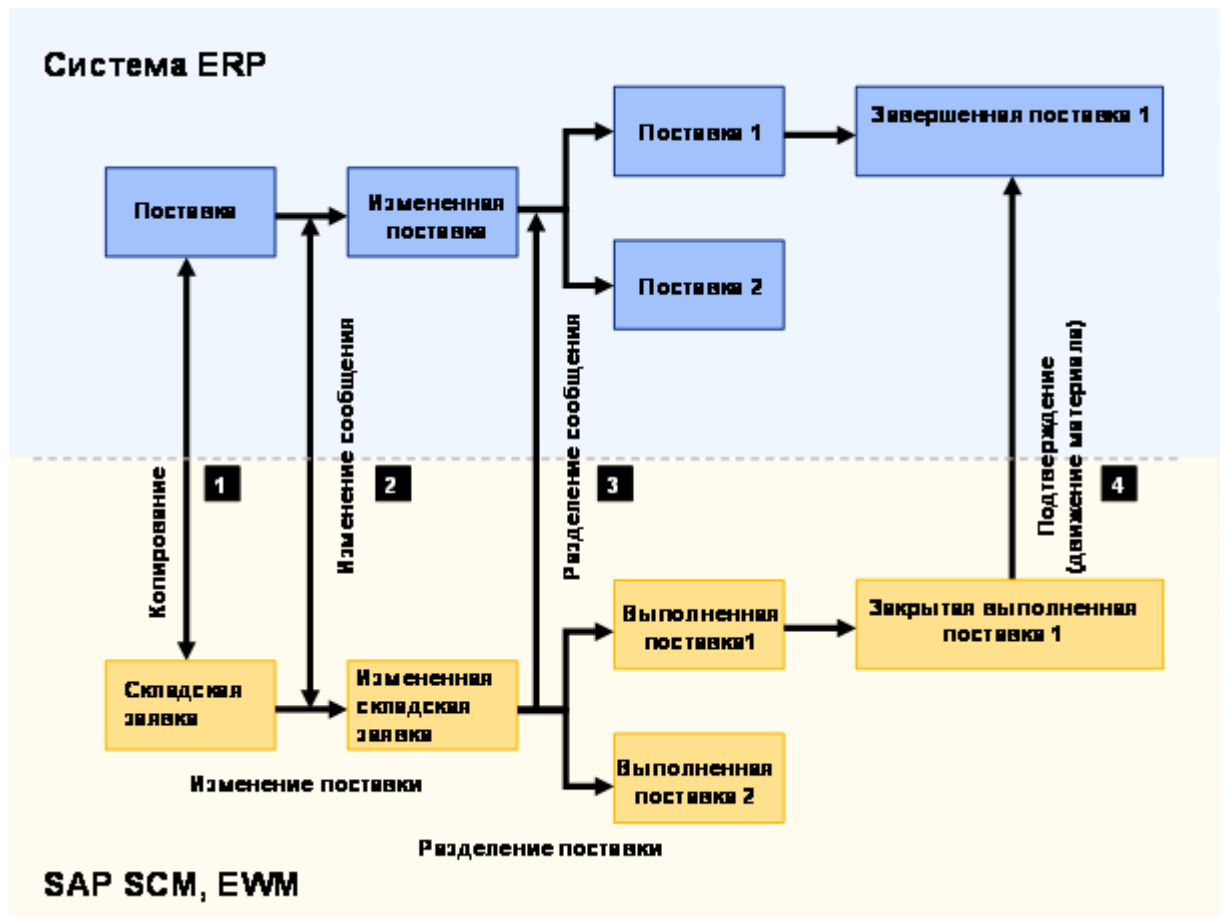 Система ERP
Поставка
Измененная
поставка
Поставка 1
Завершенная поставка 1
Поставка 2
Копирование
1
Изменение сообщения
2
Разделение сообщения
3
Подтверждение
(движение материала)
4
Складская
заявка
Измененная
складская
заявка
Выполненная
поставка1
Закрытая выполненная
поставка 1
Выполненная
поставка 2
Изменение поставки
Разделение поставки
SAP SCM, EWM